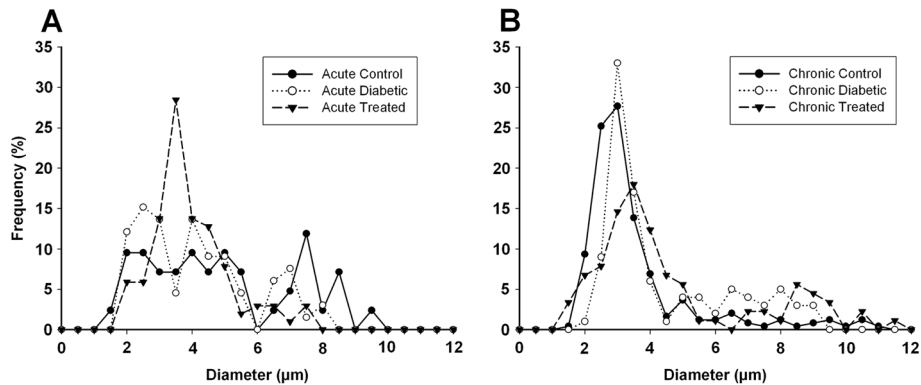 A
B
35
30
25
20
15
10
5
0
Frequency (%)
Acute Control
Acute Diabetic
Acute Treated
0 2 4 6 8 10 12
Diameter (µm)
35
30
25
20
15
10
5
0
Chronic Control
Chronic Diabetic
Chronic Treated
0 2 4 6 8 10 12
Diameter (µm)